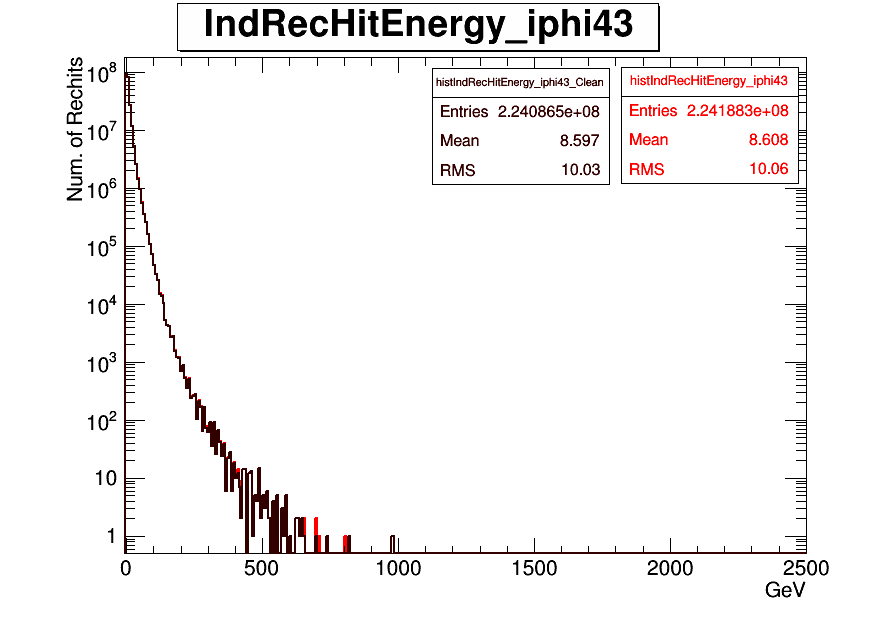 IndRecHitEnergy_iphi43
Num. of Rechits
histIndRecHitEnergy_iphi43_Clean
Entries 2.240865e+08
Mean 8.597
RMS 10.03
histIndRecHitEnergy_iphi43
Entries 2.241883e+08
Mean 8.608
RMS 10.06
10⁸
10⁷
10⁶
10⁵
10⁴
10³
10²
10
1
0 500 1000 1500 2000 2500
GeV